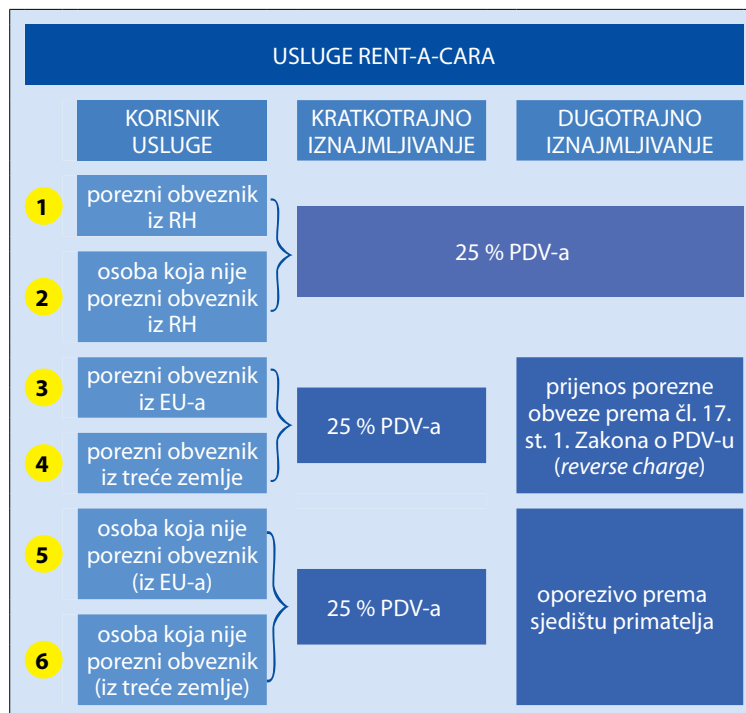 USLUGE RENT-A-CARA
KORISNIK
USLUGE
KRATKOTRAJNO
IZNAJMLJIVANJE
DUGOTRAJNO
IZNAJMLJIVANJE
1
porezni obveznik
iz RH
2
osoba koja nije
porezni obveznik
iz RH
25 % PDV-a
3
porezni obveznik
iz EU-a
4
porezni obveznik
iz treće zemlje
25 % PDV-a
prijenos porezne
obveze prema čl. 17.
st. 1. Zakona o PDV-u
(reverse charge)
5
osoba koja nije
porezni obveznik
(iz EU-a)
6
osoba koja nije
porezni obveznik
(iz treće zemlje)
25 % PDV-a
oporezivo prema
sjedištu primatelja